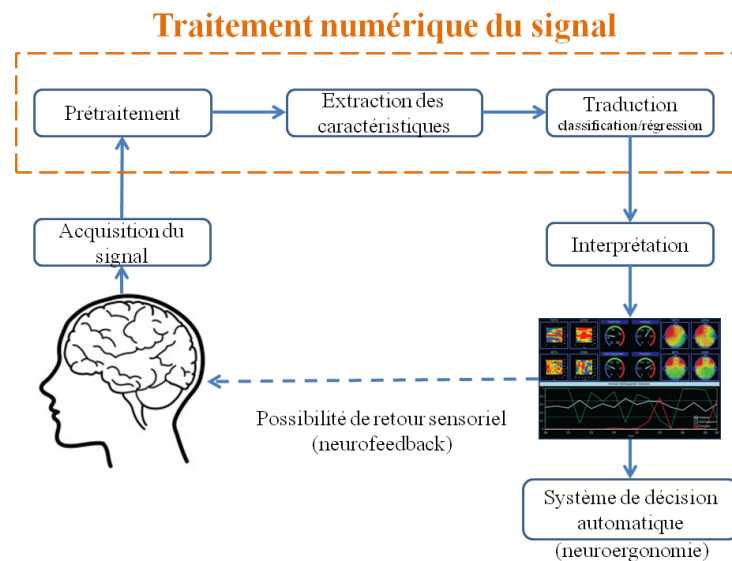 Traitement numérique du signal
Prétraitement
Extraction des
caractéristiques
Traduction
classification/régression
Acquisition du
signal
Interprétation
Possibilité de retour sensoriel
(neurofeedback)
Système de décision
automatique
(neuroergonomie)